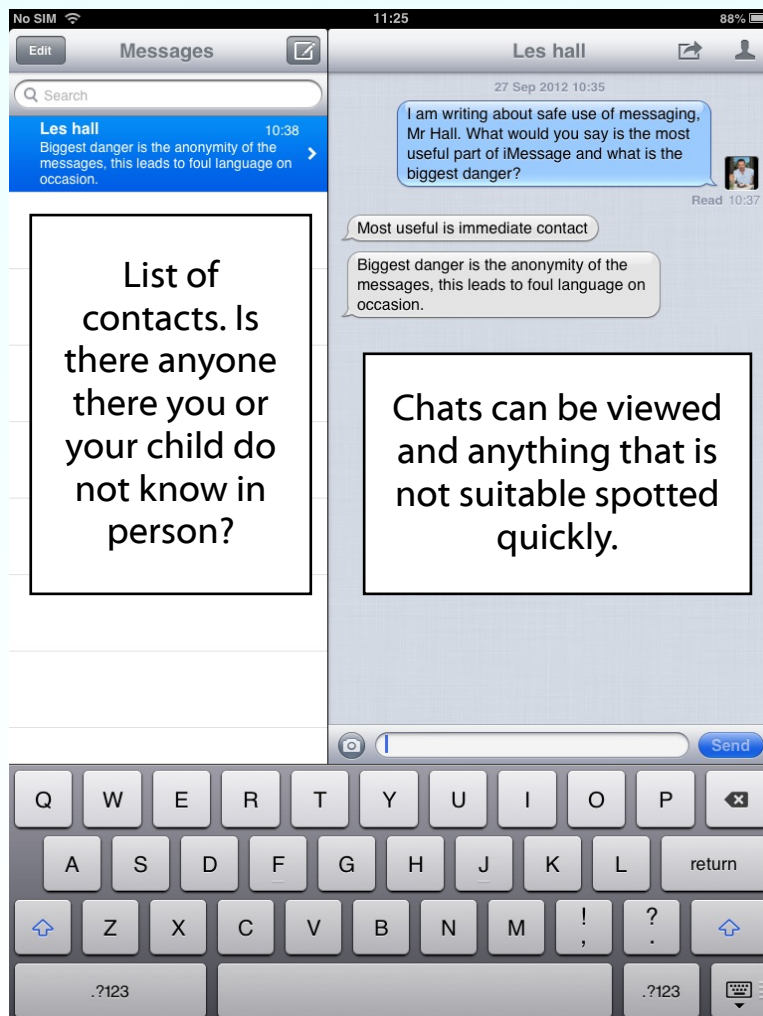 No SIM 11:25 88%
Edit Messages
Search
Les hall 10:38
Biggest danger is the anonymity of the
messages, this leads to foul language on
occasion.
List of
contacts. Is
there anyone
there you or
your child do
not know in
person?
Les hall
27 Sep 2012 10:35
I am writing about safe use of messaging,
Mr Hall. What would you say is the most
useful part of iMessage and what is the
biggest danger?
Read 10:37
Most useful is immediate contact
Biggest danger is the anonymity of the
messages, this leads to foul language on
occasion.
Chats can be viewed
and anything that is
not suitable spotted
quickly.
Send
Q W E R T Y U I O P
A S D F G H J K L return
Z X C V B N M ! , ? .
.?123 .?123